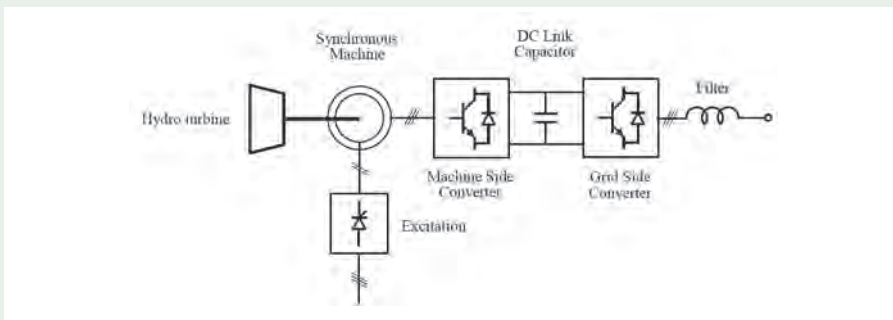 Synchronous
Machine
DC Link
Capacitor
Filter
Hydro turbine
Machine Side
Converter
Grid Side
Converter
Excitation